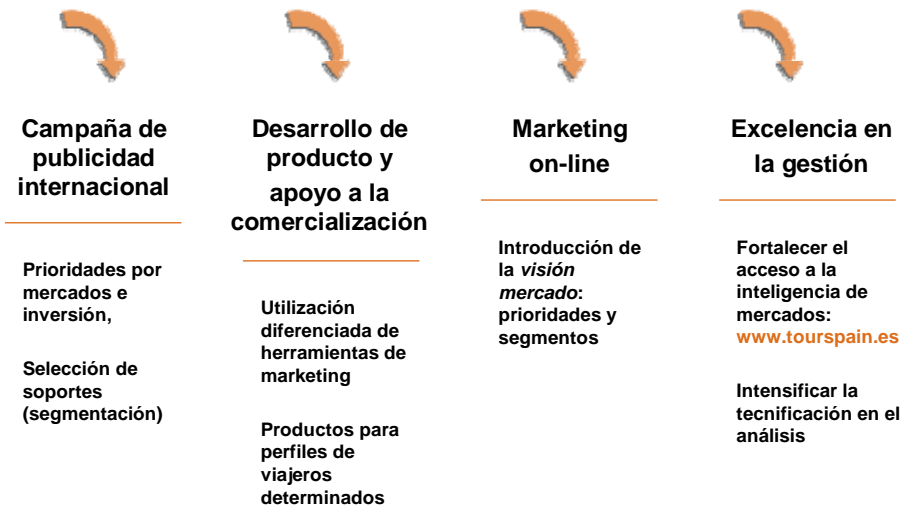 Campaña de
publicidad
internacional
Prioridades por
mercados e
inversión,
Selección de
soportes
(segmentación)
Desarrollo de
producto y
apoyo a la
comercialización
Utilización
diferenciada de
herramientas de
marketing
Productos para
perfiles de
viajeros
determinados
Marketing
on-line
Introducción de
la visión
mercado:
prioridades y
segmentos
Excelencia en
la gestión
Fortalecer el
acceso a la
inteligencia de
mercados:
www.tourspain.es
Intensificar la
tecnificación en el
análisis